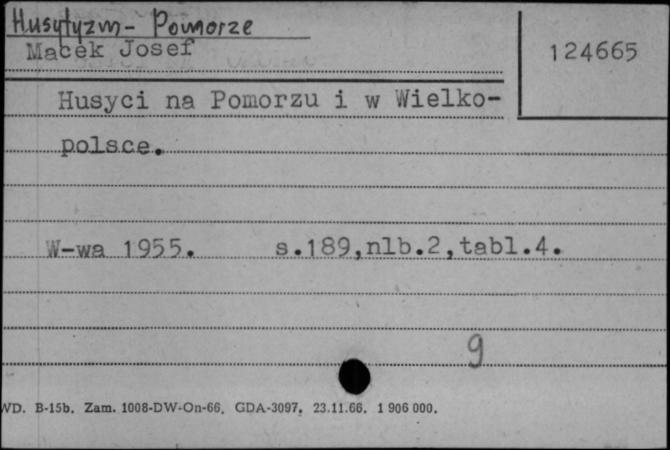 Husytyzm - Pomorze
Macek Josef
124665
Husyci na Pomorzu i w Wielko-
polsce.
W-wa 1955. s.189,nlb.2,tabl.4.
9
WD. B-15b. Zam. 1008-DW-On-66. GDA-3097. 23.11.66. 1 906 000.